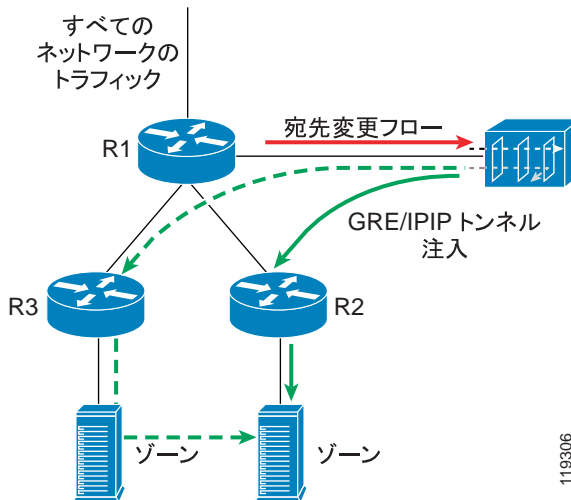 すべての
ネットワークの
トラフィック
宛先変更フロー
R1
GRE/IPIP トンネル
注入
R3
R2
ゾーン
ゾーン
119306